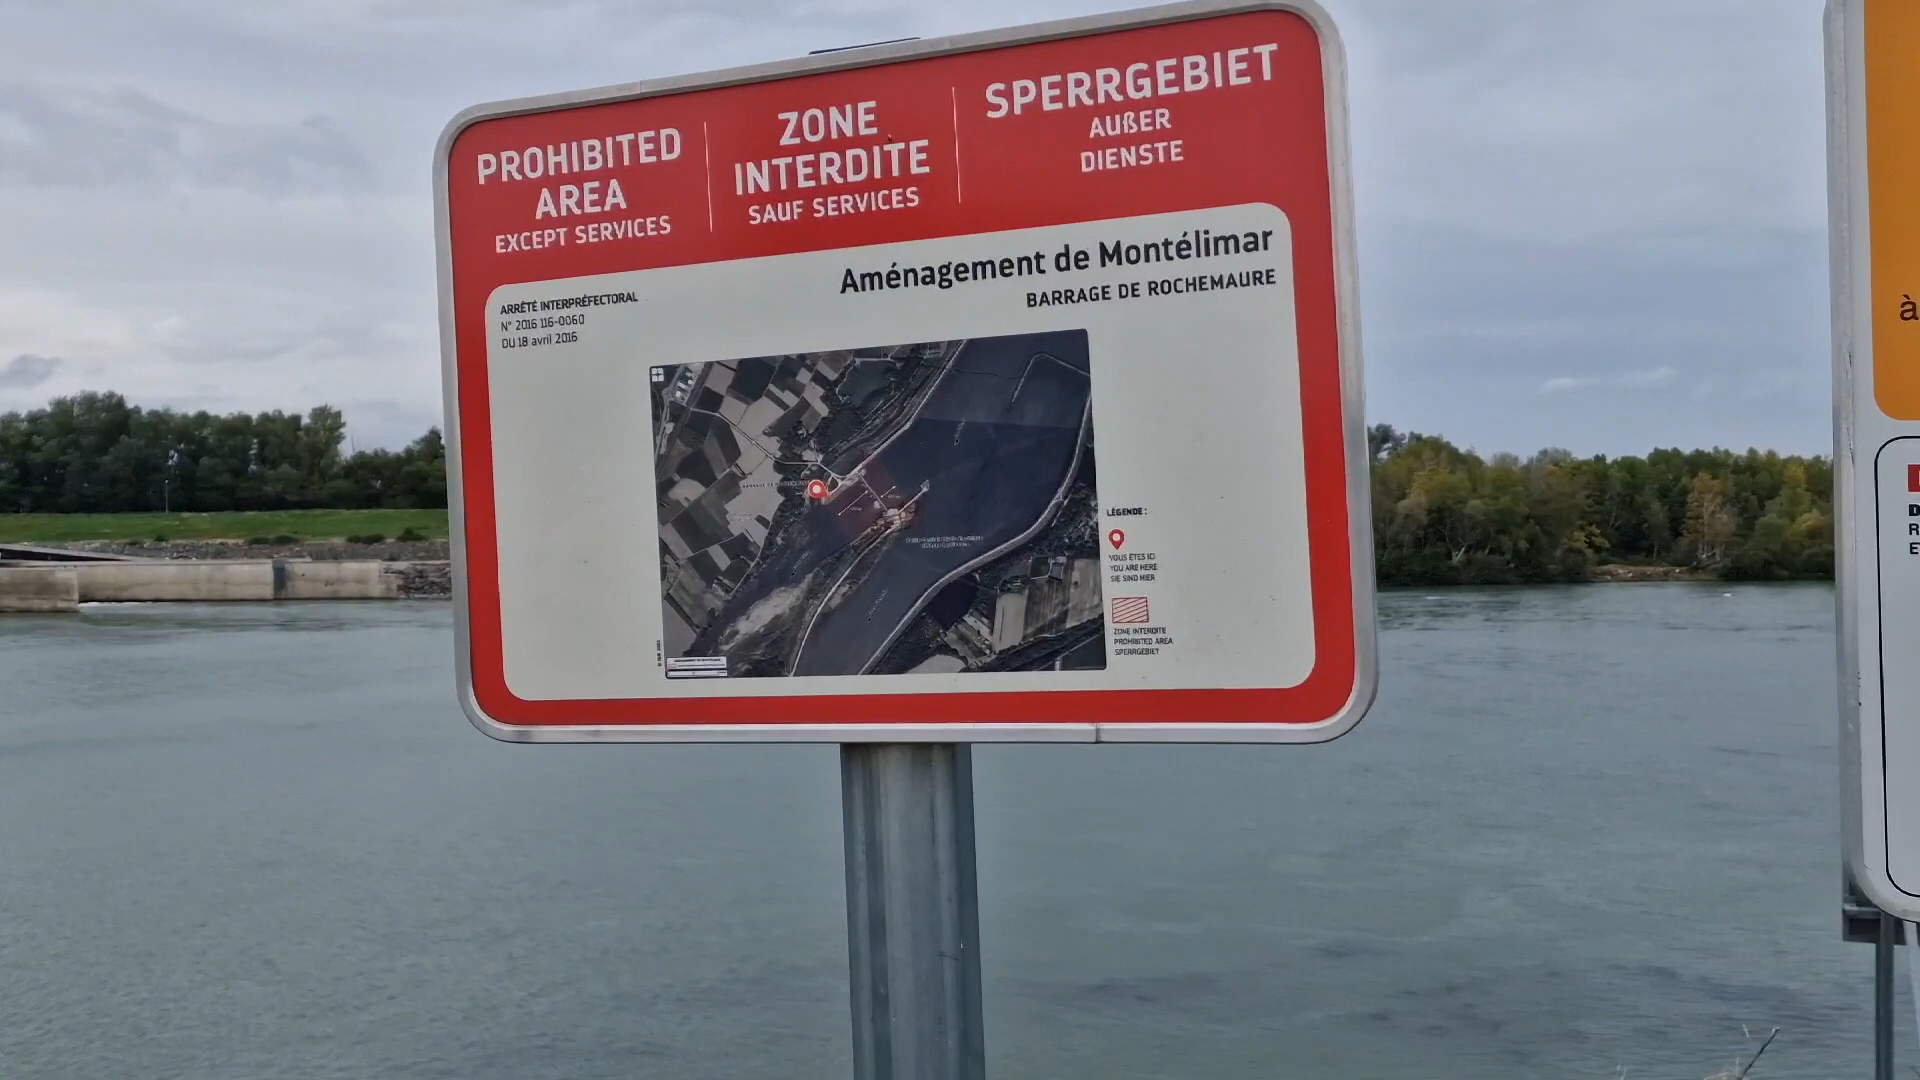 PROHIBITED
AREA
EXCEPT SERVICES
ZONE
INTERDITE
SAUF SERVICES
SPERRGEBIET
AUẞER
DIENSTE
Aménagement de Montélimar
BARRAGE DE ROCHEMAURE
ARRÊTÉ INTERPRÉFECTORAL
N° 2016 116-0060
DU 18 avril 2016
LÉGENDE :
VOUS ÊTES ICI
YOU ARE HERE
SIE SIND HIER
ZONE INTERDITE
PROHIBITED AREA
SPERRGEBIET
à